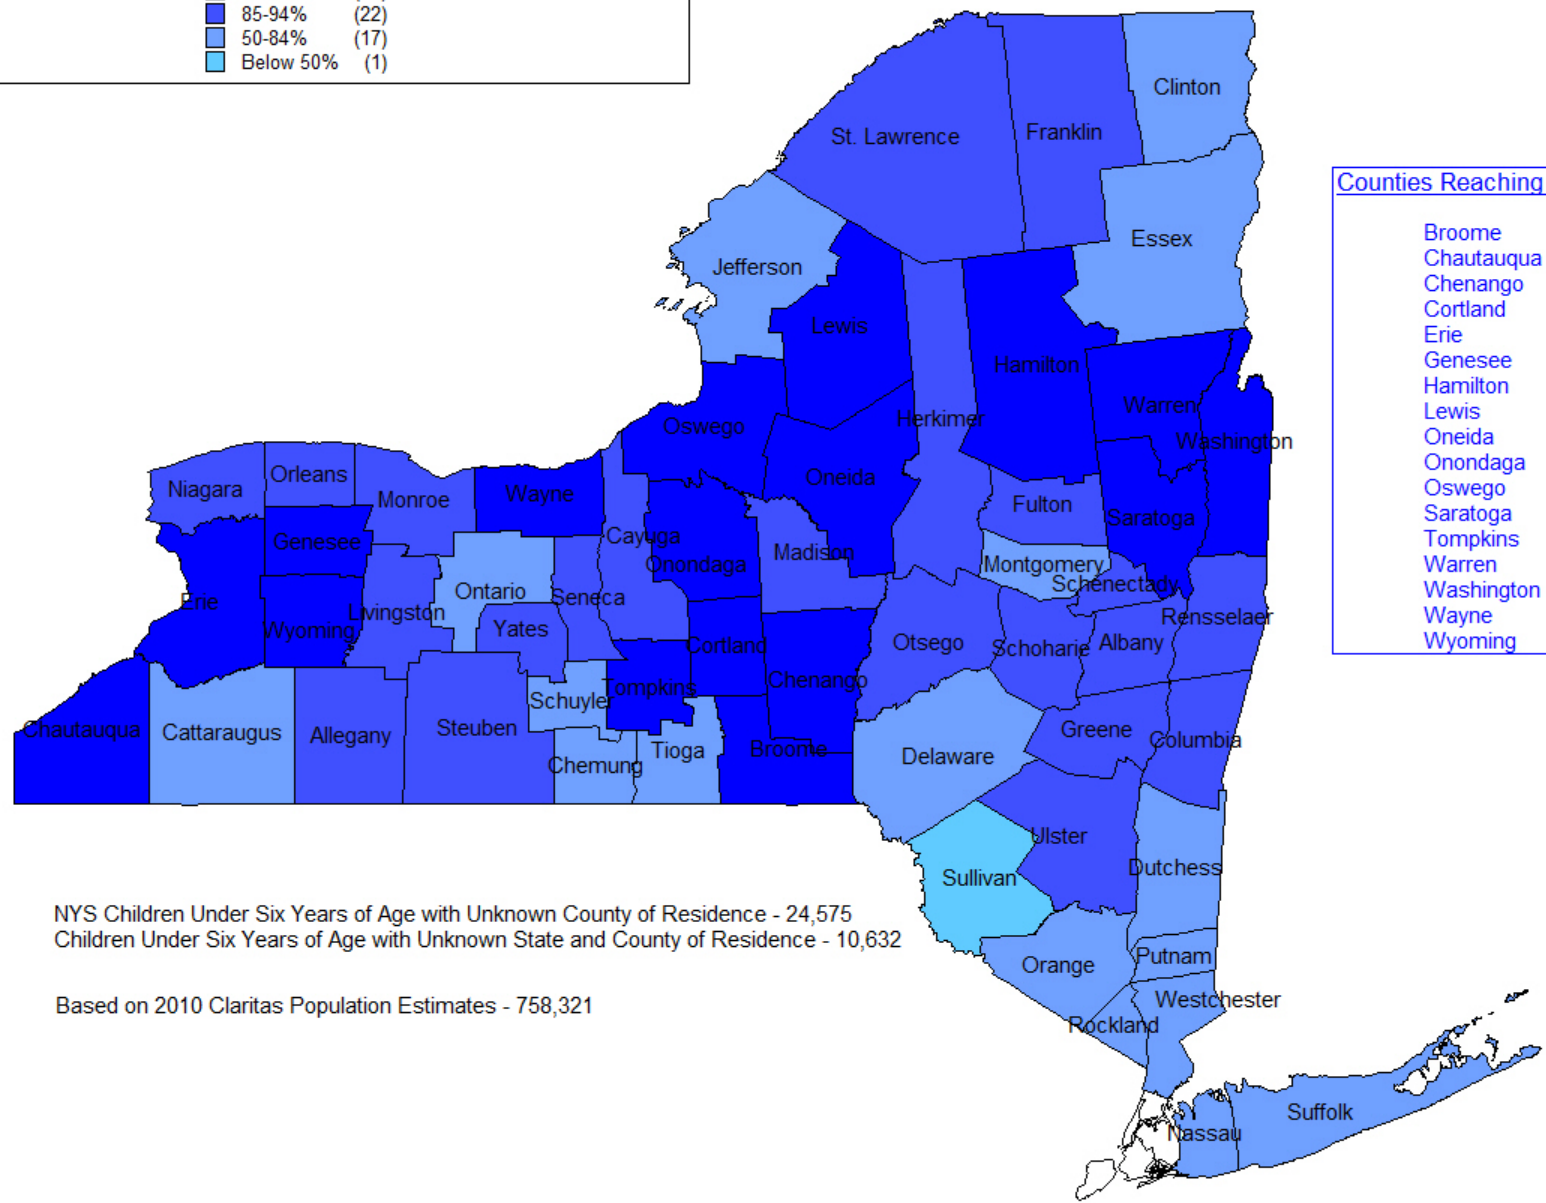 85-94% (22)
50-84% (17)
Below 50% (1)
Clinton
St. Lawrence
Franklin
Counties Reaching
Broome
Chautauqua
Chenango
Cortland
Erie
Genesee
Hamilton
Lewis
Oneida
Onondaga
Oswego
Saratoga
Tompkins
Warren
Washington
Wayne
Wyoming
Essex
Jefferson
Lewis
Hamilton
Warren
Herkimer
Oswego
Washington
Niagara
Orleans
Monroe
Wayne
Oneida
Fulton
Saratoga
Genesee
Cayuga
Onondaga
Madison
Montgomery
Schenectady
Ontario
Seneca
Erie
Livingston
Wyoming
Yates
Cortland
Otsego
Schoharie
Albany
Rensselaer
Chenango
Tompkins
Schuyler
Chautauqua
Cattaraugus
Allegany
Steuben
Chemung
Tioga
Broome
Delaware
Greene
Columbia
Ulster
Dutchess
Sullivan
NYS Children Under Six Years of Age with Unknown County of Residence - 24,575
Children Under Six Years of Age with Unknown State and County of Residence - 10,632
Orange
Putnam
Based on 2010 Claritas Population Estimates - 758,321
Westchester
Rockland
Suffolk
Nassau